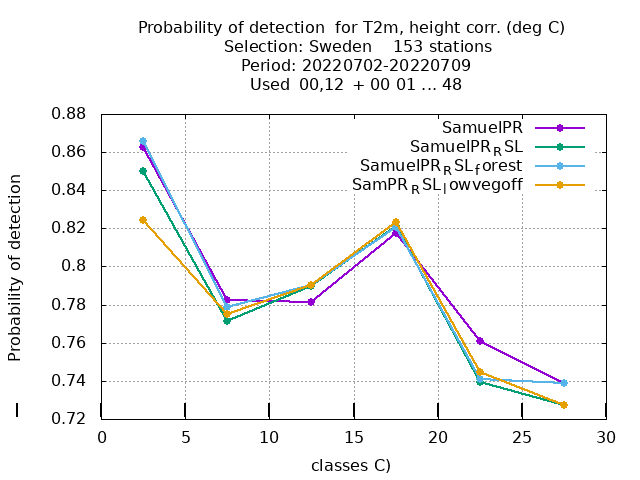 Probability of detection  for T2m, height corr. (deg C)
Selection: Sweden    153 stations
Period: 20220702-20220709
Used  00,12  + 00 01 ... 48
Probability of detection
0.88
0.86
0.84
0.82
0.8
0.78
0.76
0.74
0.72
SamuelPR
SamuelPR_RSL
SamuelPR_RSL_forest
SamPR_RSL_lowvegoff
0 5 10 15 20 25 30
classes C)